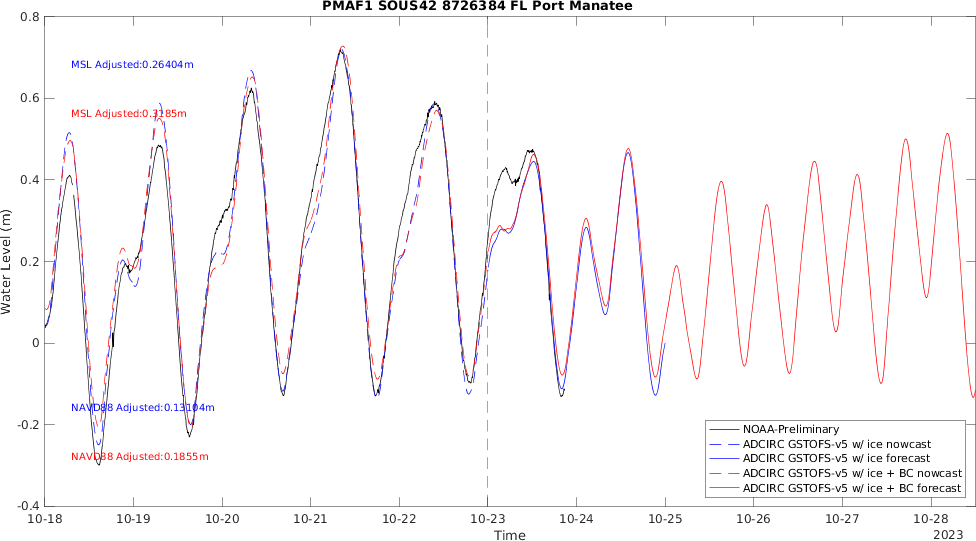 PMAF1 SOUS42 8726384 FL Port Manatee
0.8
0.6
0.4
0.2
0
-0.2
-0.4
Water Level (m)
MSL Adjusted:0.26404m
MSL Adjusted:0.3185m
NAVD88 Adjusted:0.13104m
NAVD88 Adjusted:0.1855m
NOAA-Preliminary
ADCIRC GSTOFS-v5 w/ ice nowcast
ADCIRC GSTOFS-v5 w/ ice forecast
ADCIRC GSTOFS-v5 w/ ice + BC nowcast
ADCIRC GSTOFS-v5 w/ ice + BC forecast
10-18 10-19 10-20 10-21 10-22 10-23 10-24 10-25 10-26 10-27 10-28
Time
2023